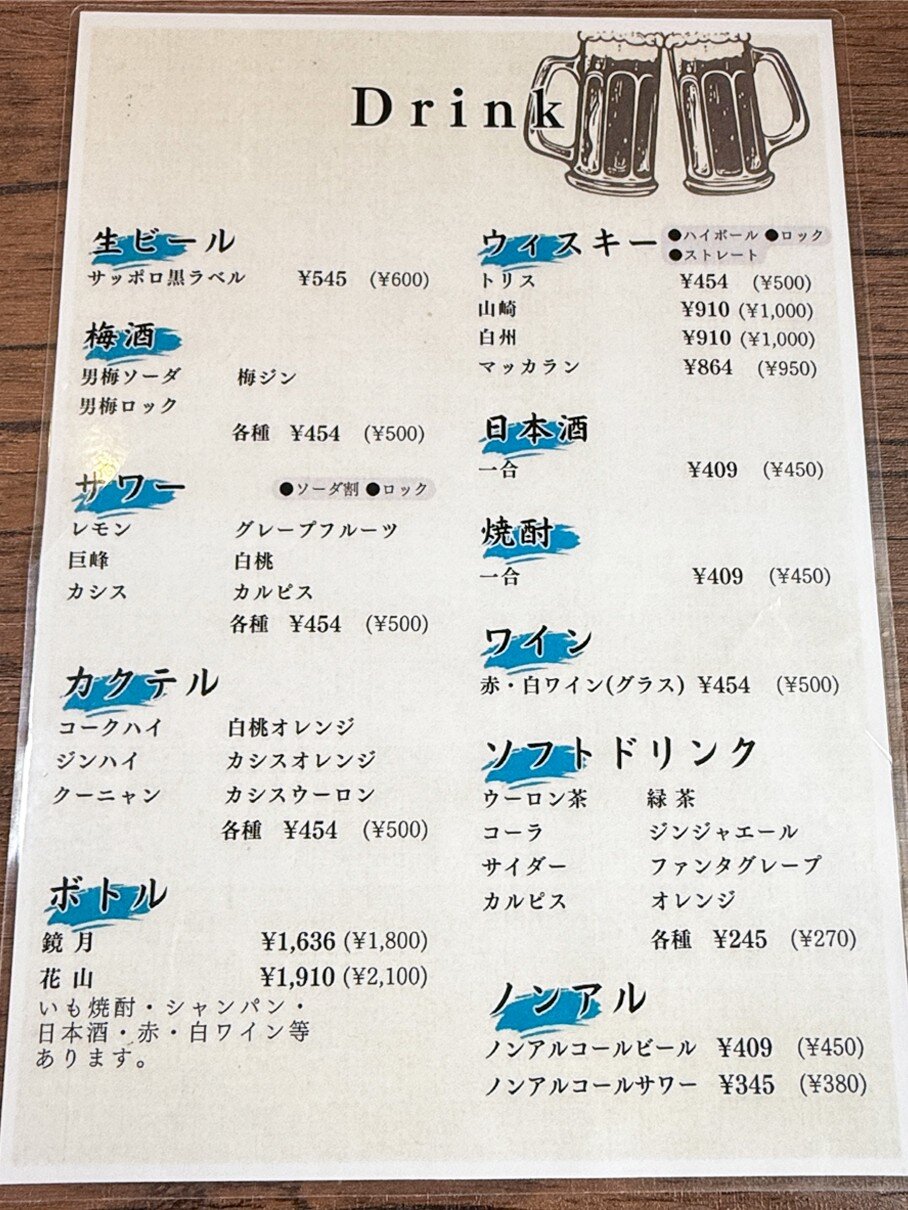 Drink
生ビール
サッポロ黒ラベル ¥545 (¥600)
梅酒
男梅ソーダ 梅ジン
男梅ロック
各種 ¥454 (¥500)
サワー ●ソーダ割 ●ロック
レモン グレープフルーツ
巨峰 白桃
カシス カルピス
各種 ¥454 (¥500)
カクテル
コークハイ 白桃オレンジ
ジンハイ カシスオレンジ
クーニャン カシスウーロン
各種 ¥454 (¥500)
ボトル
鏡月 ¥1,636 (¥1,800)
花山 ¥1,910 (¥2,100)
いも焼酎・シャンパン・
日本酒・赤・白ワイン等
あります。
ウィスキー ●ハイボール ●ロック
●ストレート
トリス ¥454 (¥500)
山崎 ¥910 (¥1,000)
白州 ¥910 (¥1,000)
マッカラン ¥864 (¥950)
日本酒
一合 ¥409 (¥450)
焼酎
一合 ¥409 (¥450)
ワイン
赤・白ワイン(グラス) ¥454 (¥500)
ソフトドリンク
ウーロン茶 緑茶
コーラ ジンジャエール
サイダー ファンタグレープ
カルピス オレンジ
各種 ¥245 (¥270)
ノンアル
ノンアルコールビール ¥409 (¥450)
ノンアルコールサワー ¥345 (¥380)